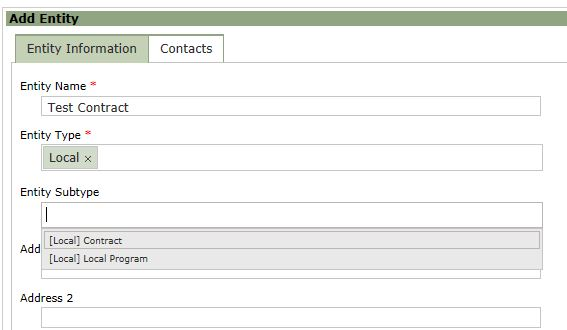 Add Entity
Entity Information Contacts
Entity Name *
Test Contract
Entity Type *
Local ×
Entity Subtype
[Local] Contract
Add
[Local] Local Program
Address 2